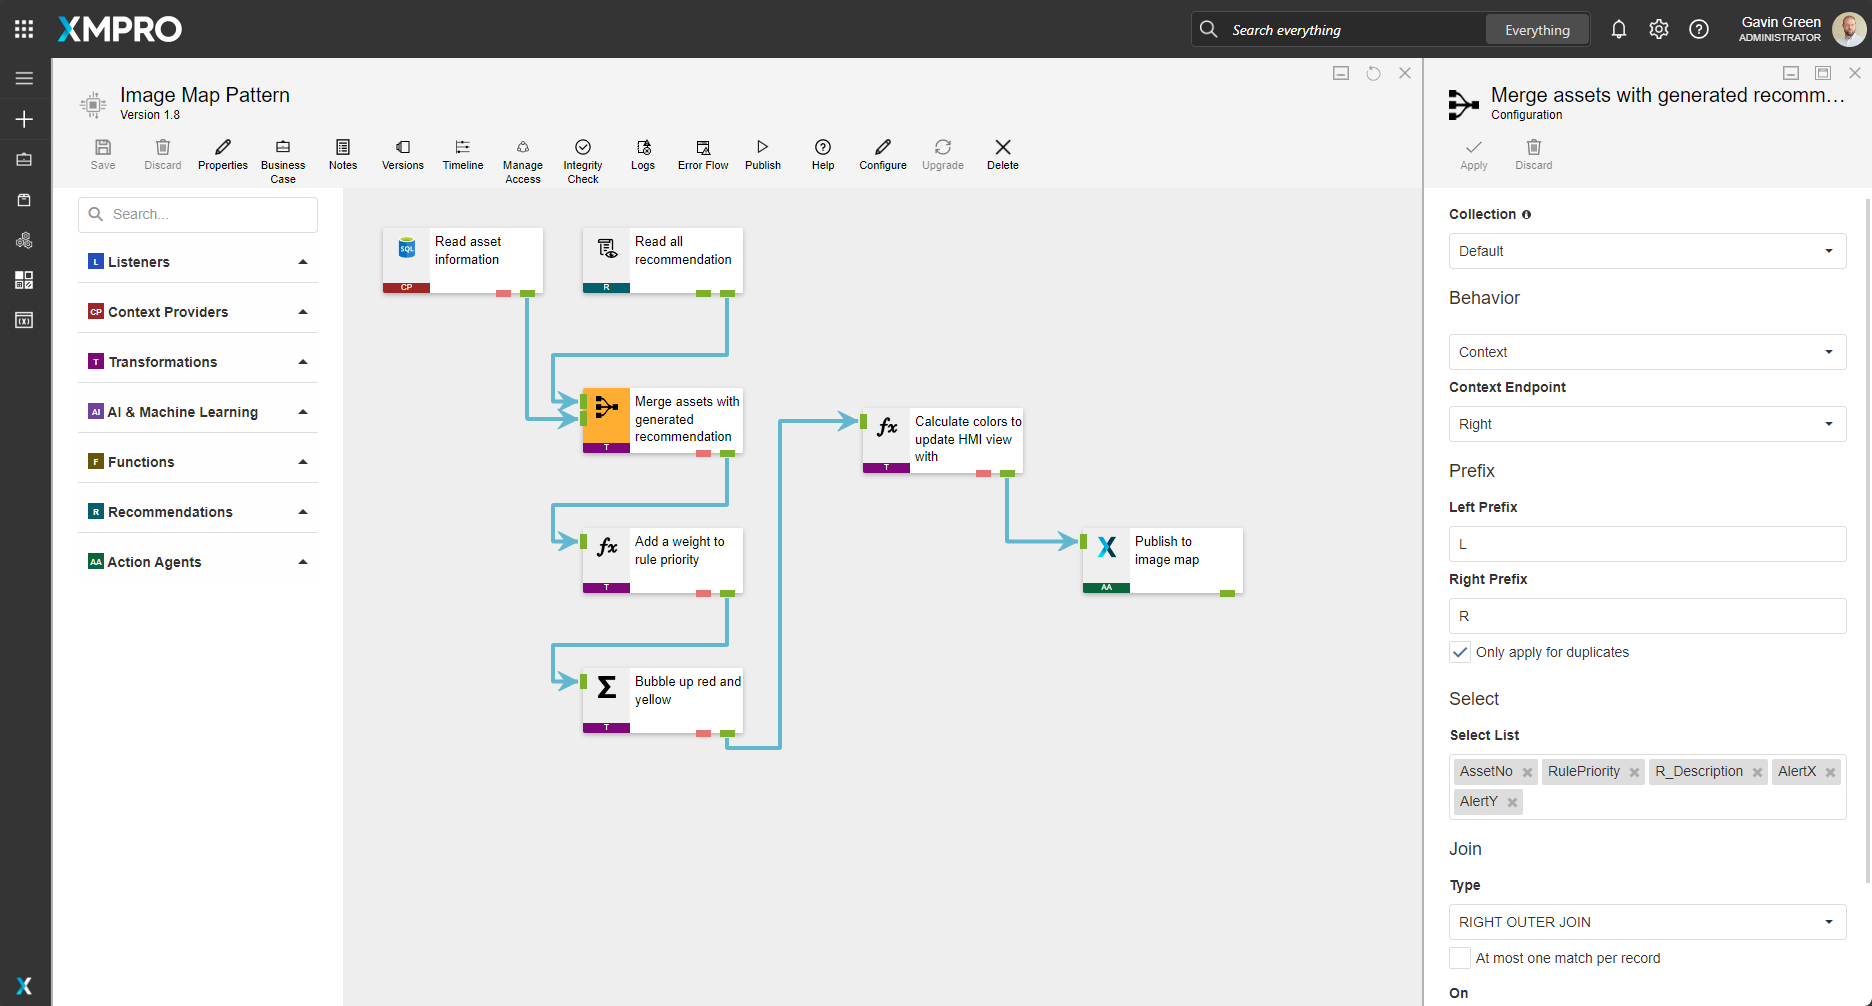 XMPRO
Search everything
Everything
Gavin Green
ADMINISTRATOR
Image Map Pattern
Version 1.8
Save
Discard
Properties
Business
Case
Notes
Versions
Timeline
Manage
Access
Integrity
Check
Logs
Error Flow
Publish
Help
Configure
Upgrade
Delete
Search...
L Listeners
CP Context Providers
T Transformations
AI AI & Machine Learning
F Functions
R Recommendations
AA Action Agents
SQL
Read asset
information
CP
Read all
recommendation
R
Merge assets with
generated
recommendation
T
fx
Add a weight to
rule priority
T
Σ
Bubble up red and
yellow
T
fx
Calculate colors to
update HMI view
with
T
Publish to
image map
AA
Merge assets with generated recomm...
Configuration
Apply
Discard
Collection
Default
Behavior
Context
Context Endpoint
Right
Prefix
Left Prefix
L
Right Prefix
R
Only apply for duplicates
Select
Select List
AssetNo × RulePriority × R_Description × AlertX ×
AlertY ×
Join
Type
RIGHT OUTER JOIN
At most one match per record
On